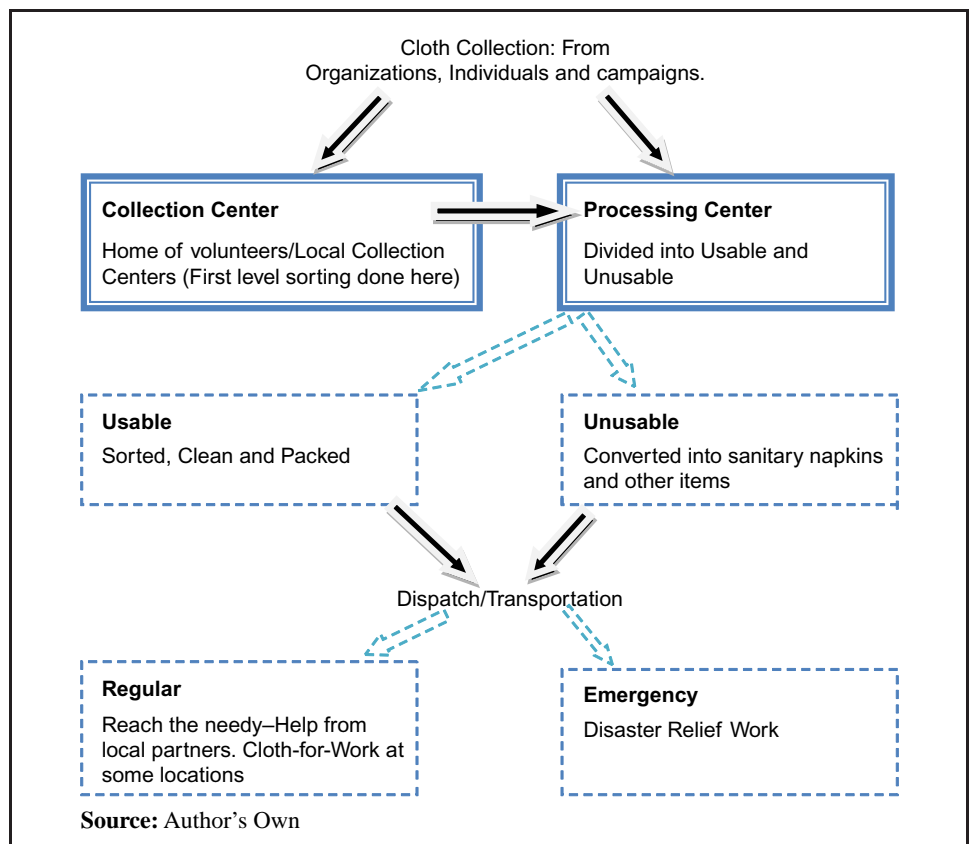 Cloth Collection: From
Organizations, Individuals and campaigns.
Collection Center
Home of volunteers/Local Collection
Centers (First level sorting done here)
Processing Center
Divided into Usable and
Unusable
Usable
Sorted, Clean and Packed
Unusable
Converted into sanitary napkins
and other items
Dispatch/Transportation
Regular
Reach the needy–Help from
local partners. Cloth-for-Work at
some locations
Emergency
Disaster Relief Work
Source: Author's Own